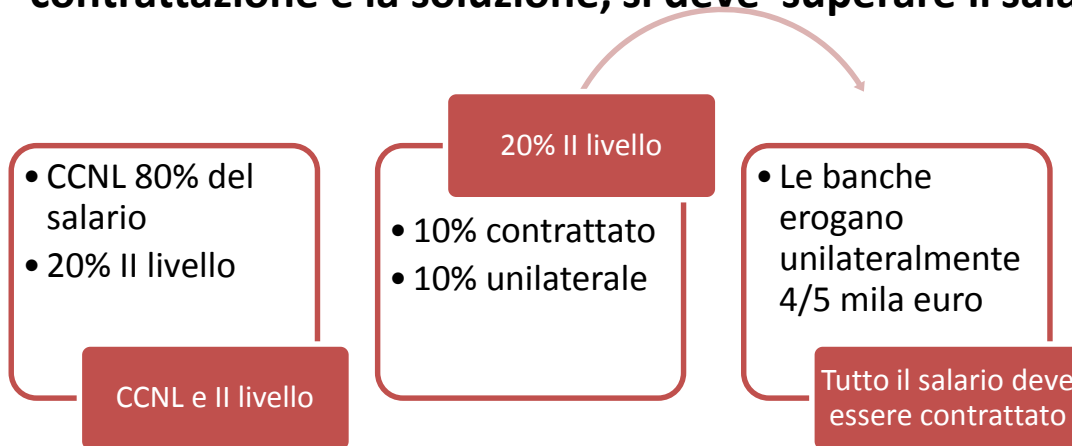 contrattazione è la soluzione, si deve superare il
• CCNL 80% del
salario
• 20% II livello
CCNL e II livello
20% II livello
• 10% contrattato
• 10% unilaterale
• Le banche
erogano
unilateralmente
4/5 mila euro
Tutto il salario deve
essere contrattato